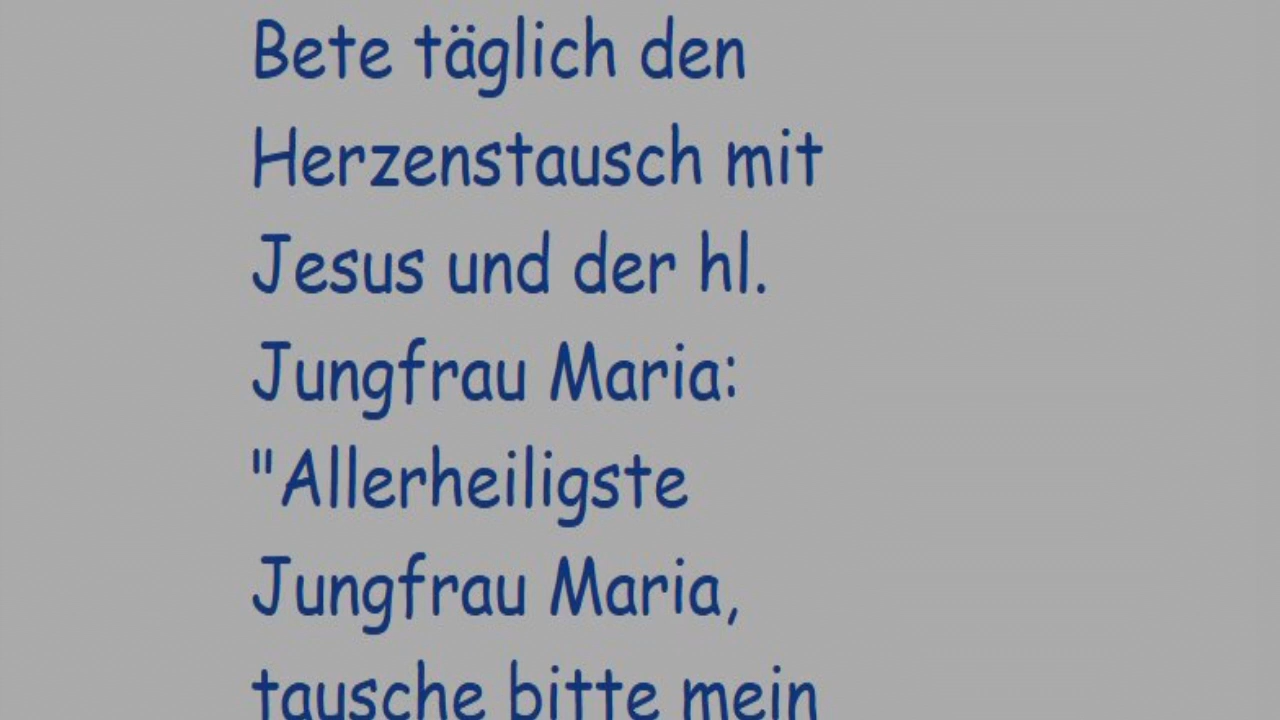 Bete täglich den
Herzenstausch mit
Jesus und der hl.
Jungfrau Maria:
"Allerheiligste
Jungfrau Maria,
tausche bitte mein